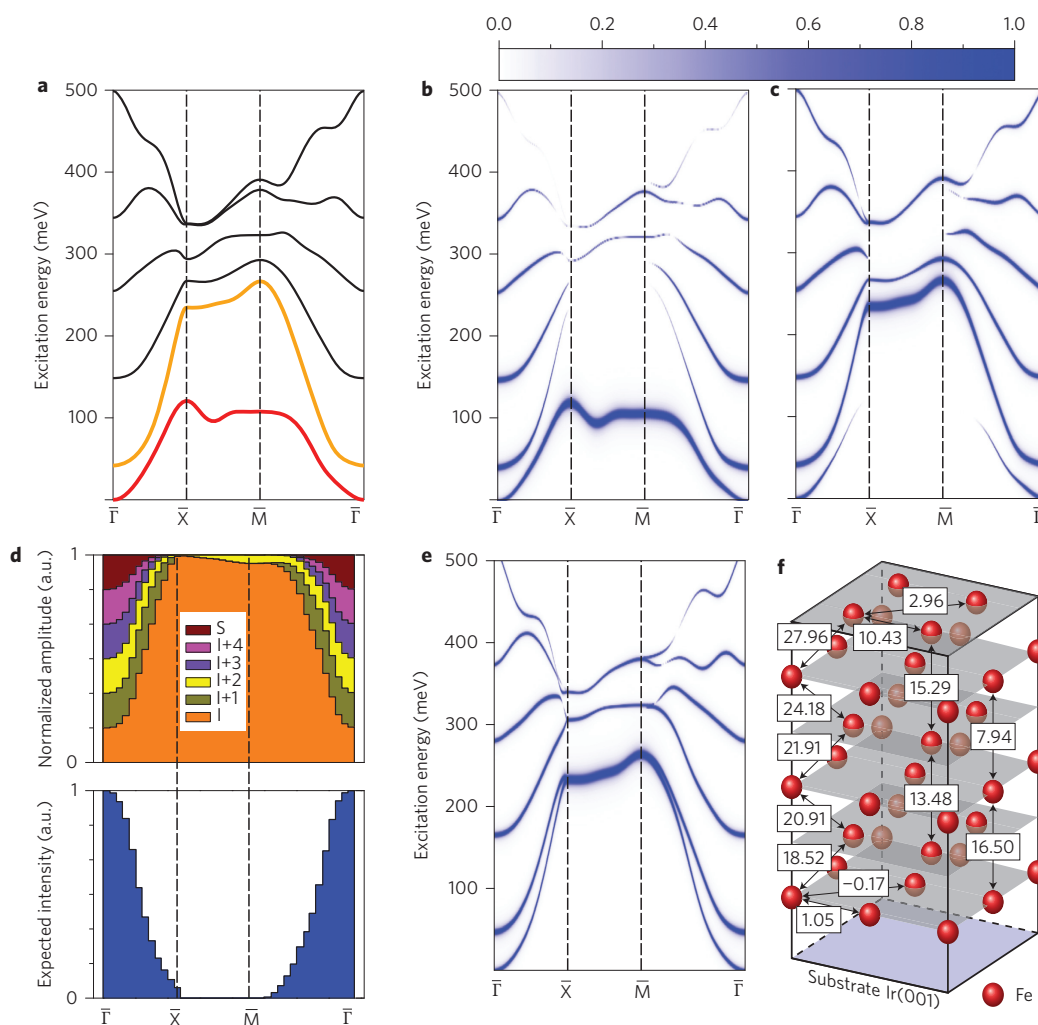 0.0 0.2 0.4 0.6 0.8 1.0
a
500
400
300
200
100
Excitation energy (meV)
Γ̅ X̅ M̅ Γ̅
b
500
400
300
200
100
Excitation energy (meV)
Γ̅ X̅ M̅ Γ̅
c
500
400
300
200
100
Excitation energy (meV)
Γ̅ X̅ M̅ Γ̅
d
1
0
Normalized amplitude (a.u.)
S
I+4
I+3
I+2
I+1
I
1
0
Expected intensity (a.u.)
Γ̅ X̅ M̅ Γ̅
e
500
400
300
200
100
Excitation energy (meV)
Γ̅ X̅ M̅ Γ̅
f
2.96
27.96
10.43
15.29
24.18
7.94
21.91
13.48
20.91
16.50
18.52
−0.17
1.05
Substrate Ir(001)
Fe